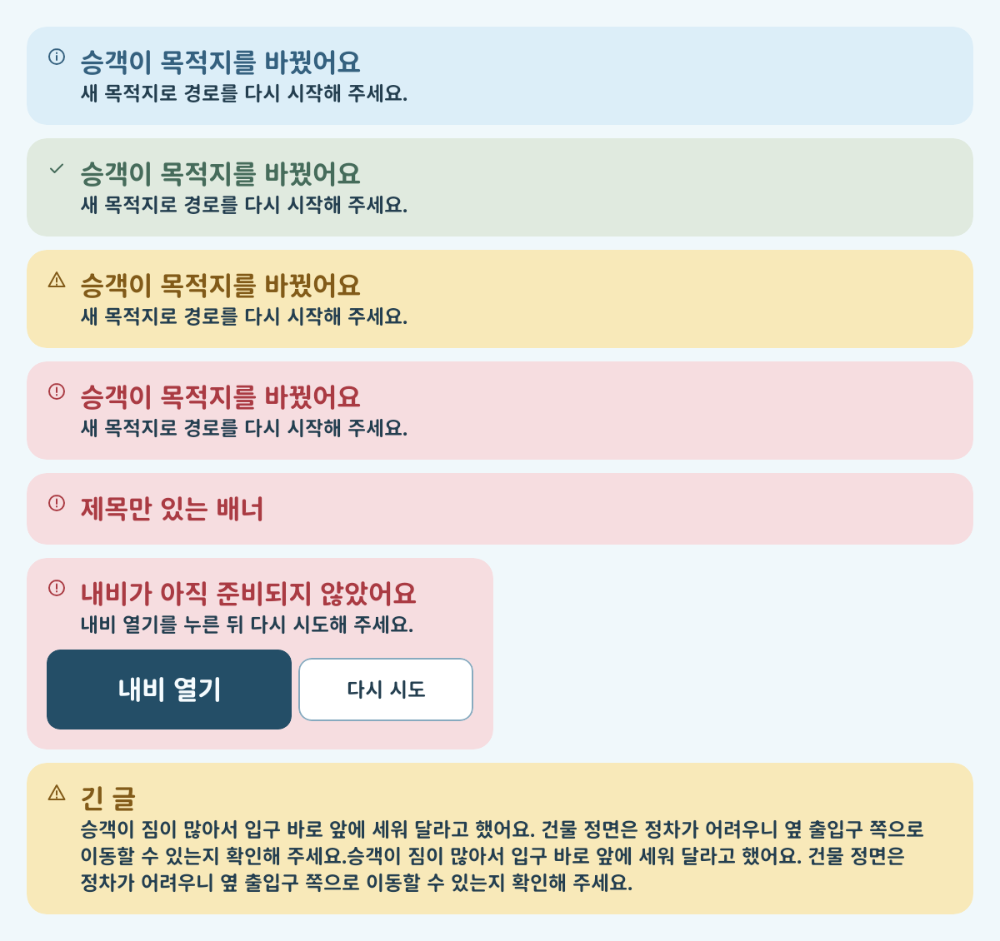 승객이 목적지를 바꿨어요
새 목적지로 경로를 다시 시작해 주세요.
승객이 목적지를 바꿨어요
새 목적지로 경로를 다시 시작해 주세요.
승객이 목적지를 바꿨어요
새 목적지로 경로를 다시 시작해 주세요.
승객이 목적지를 바꿨어요
새 목적지로 경로를 다시 시작해 주세요.
제목만 있는 배너
내비가 아직 준비되지 않았어요
내비 열기를 누른 뒤 다시 시도해 주세요.
내비 열기
다시 시도
긴 글
승객이 짐이 많아서 입구 바로 앞에 세워 달라고 했어요. 건물 정면은 정차가 어려우니 옆 출입구 쪽으로
이동할 수 있는지 확인해 주세요.승객이 짐이 많아서 입구 바로 앞에 세워 달라고 했어요. 건물 정면은
정차가 어려우니 옆 출입구 쪽으로 이동할 수 있는지 확인해 주세요.